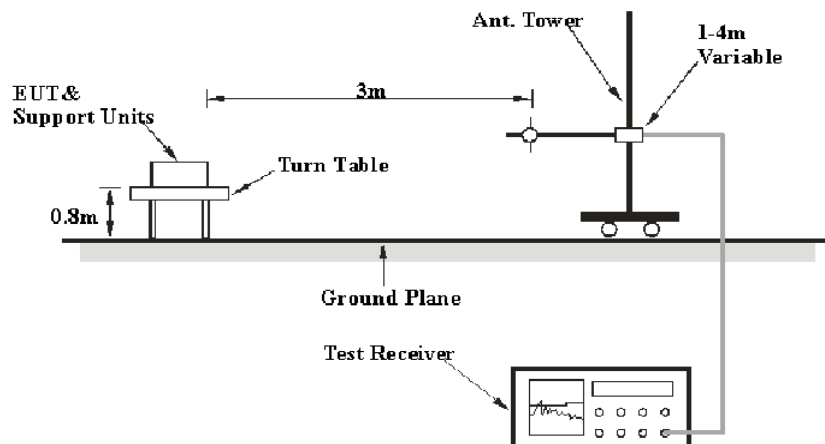 Ant. Tower
1-4m
Variable
EUT&
Support Units
3m
Turn Table
0.8m
Ground Plane
Test Receiver